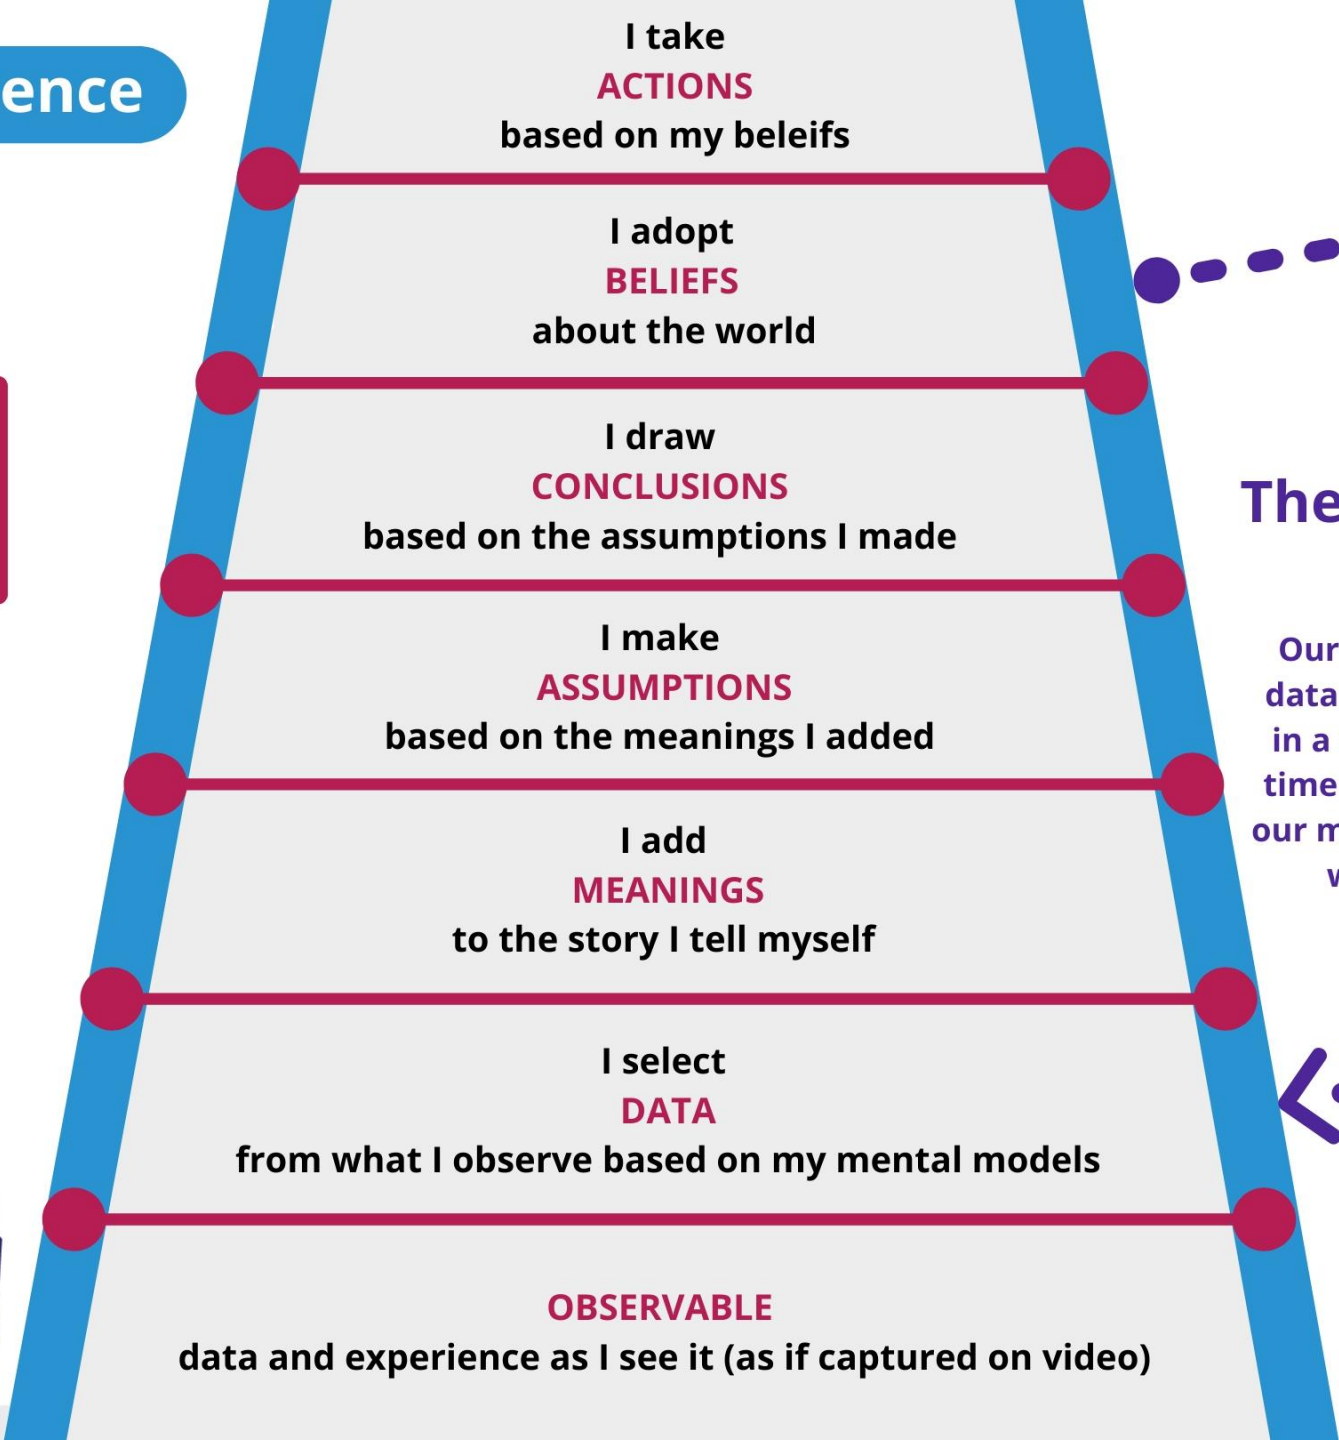 I take
ACTIONS
based on my beleifs
ence
I adopt
BELIEFS
about the world
I draw
CONCLUSIONS
based on the assumptions I made
I make
ASSUMPTIONS
based on the meanings I added
I add
MEANINGS
to the story I tell myself
I select
DATA
from what I observe based on my mental models
OBSERVABLE
data and experience as I see it (as if captured on video)
The
Our
data
in a
time
our m
w